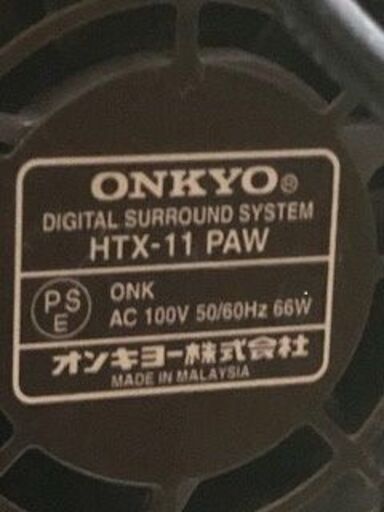 ONKYO®
DIGITAL SURROUND SYSTEM
HTX-11 PAW
PSE
ONK
AC 100V 50/60Hz 66W
オンキヨー株式会社
MADE IN MALAYSIA